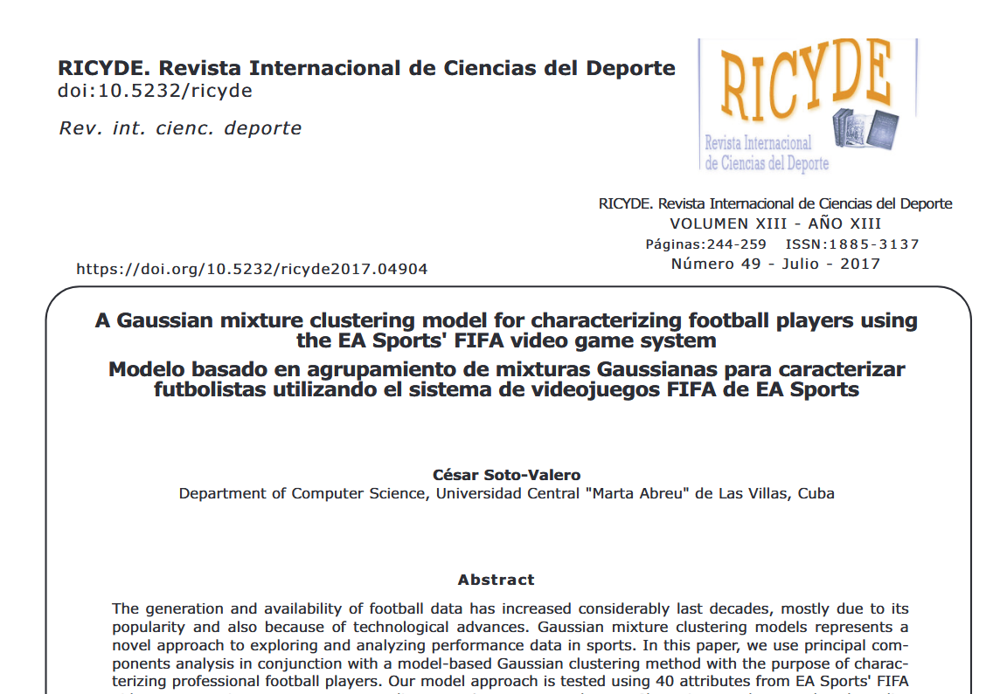 RICYDE. Revista Internacional de Ciencias del Deporte
doi:10.5232/ricyde
Rev. int. cienc. deporte
RICYDE
Revista Internacional
de Ciencias del Deporte
RICYDE. Revista Internacional de Ciencias del Deporte
VOLUMEN XIII - AÑO XIII
Páginas:244-259 ISSN:1885-3137
Número 49 - Julio - 2017
https://doi.org/10.5232/ricyde2017.04904
A Gaussian mixture clustering model for characterizing football players using
the EA Sports' FIFA video game system
Modelo basado en agrupamiento de mixturas Gaussianas para caracterizar
futbolistas utilizando el sistema de videojuegos FIFA de EA Sports
César Soto-Valero
Department of Computer Science, Universidad Central "Marta Abreu" de Las Villas, Cuba
Abstract
The generation and availability of football data has increased considerably last decades, mostly due to its
popularity and also because of technological advances. Gaussian mixture clustering models represents a
novel approach to exploring and analyzing performance data in sports. In this paper, we use principal com-
ponents analysis in conjunction with a model-based Gaussian clustering method with the purpose of charac-
terizing professional football players. Our model approach is tested using 40 attributes from EA Sports' FIFA